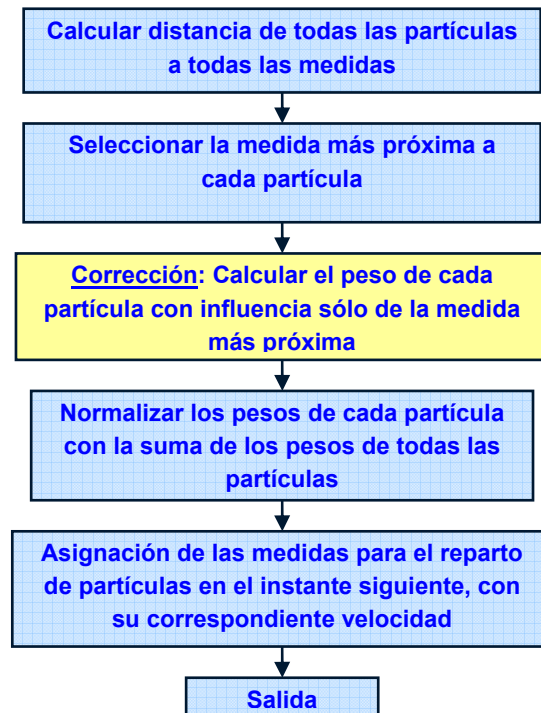 Calcular distancia de todas las partículas
a todas las medidas
Seleccionar la medida más próxima a
cada partícula
Corrección: Calcular el peso de cada
partícula con influencia sólo de la medida
más próxima
Normalizar los pesos de cada partícula
con la suma de los pesos de todas las
partículas
Asignación de las medidas para el reparto
de partículas en el instante siguiente, con
su correspondiente velocidad
Salida